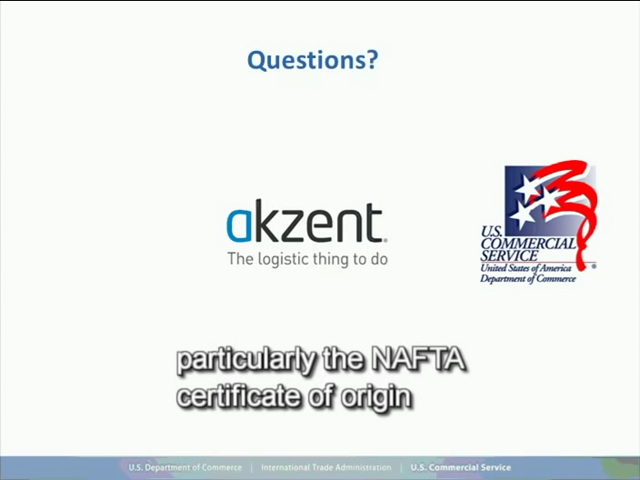 Questions?
akzent
The logistic thing to do
U.S.
COMMERCIAL
SERVICE
United States of America
Department of Commerce
particularly the NAFTA
certificate of origin
U.S. Department of Commerce | International Trade Administration | U.S. Commercial Service